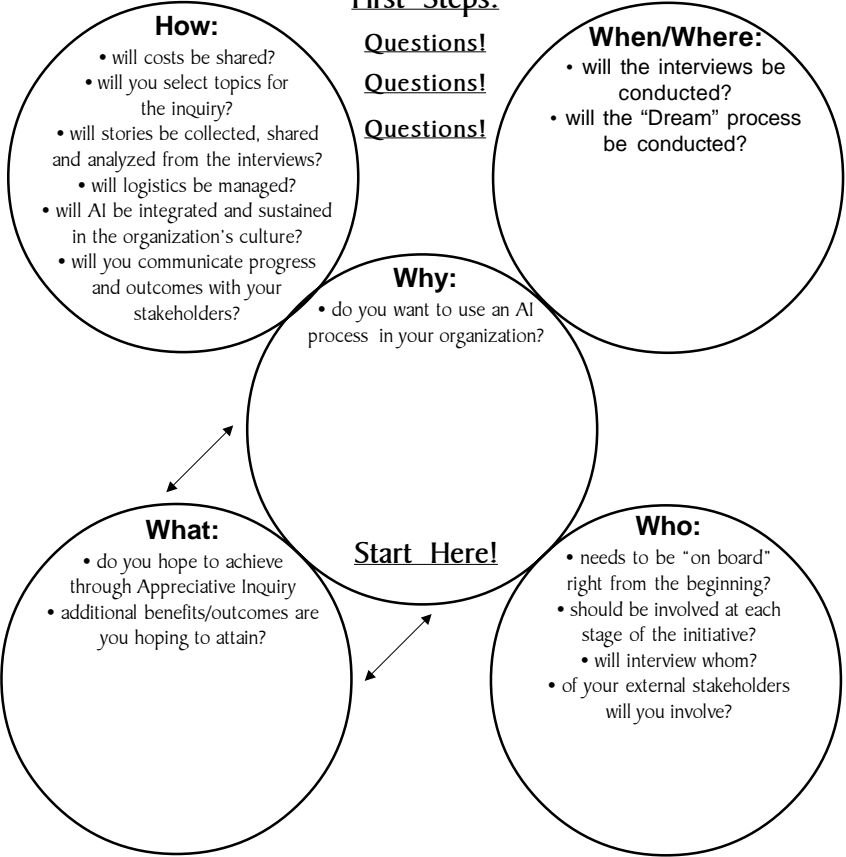 First Steps:
Questions!
Questions!
Questions!
How:
• will costs be shared?
• will you select topics for
the inquiry?
• will stories be collected, shared
and analyzed from the interviews?
• will logistics be managed?
• will AI be integrated and sustained
in the organization's culture?
• will you communicate progress
and outcomes with your
stakeholders?
When/Where:
• will the interviews be
conducted?
• will the “Dream” process
be conducted?
Why:
• do you want to use an AI
process in your organization?
Start Here!
What:
• do you hope to achieve
through Appreciative Inquiry
• additional benefits/outcomes are
you hoping to attain?
Who:
• needs to be “on board”
right from the beginning?
• should be involved at each
stage of the initiative?
• will interview whom?
• of your external stakeholders
will you involve?